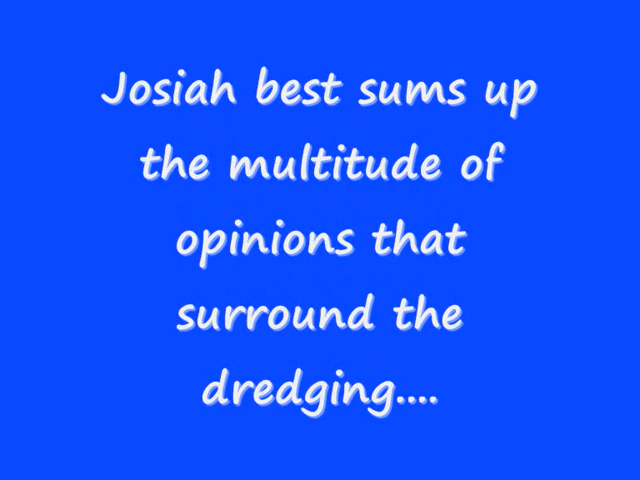 Josiah best sums up
the multitude of
opinions that
surround the
dredging....